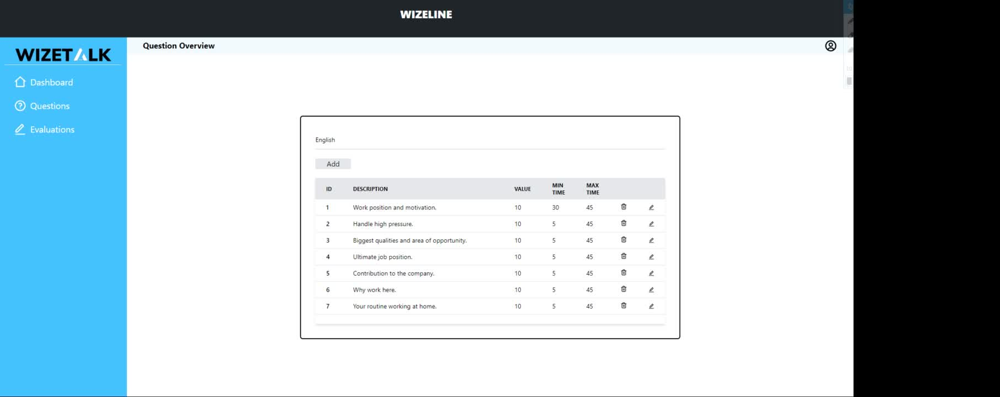 WIZELINE
WIZETALK
Question Overview
Dashboard
Questions
Evaluations
English
Add
ID DESCRIPTION VALUE MIN TIME MAX TIME
1 Work position and motivation. 10 30 45
2 Handle high pressure. 10 5 45
3 Biggest qualities and area of opportunity. 10 5 45
4 Ultimate job position. 10 5 45
5 Contribution to the company. 10 5 45
6 Why work here. 10 5 45
7 Your routine working at home. 10 5 45